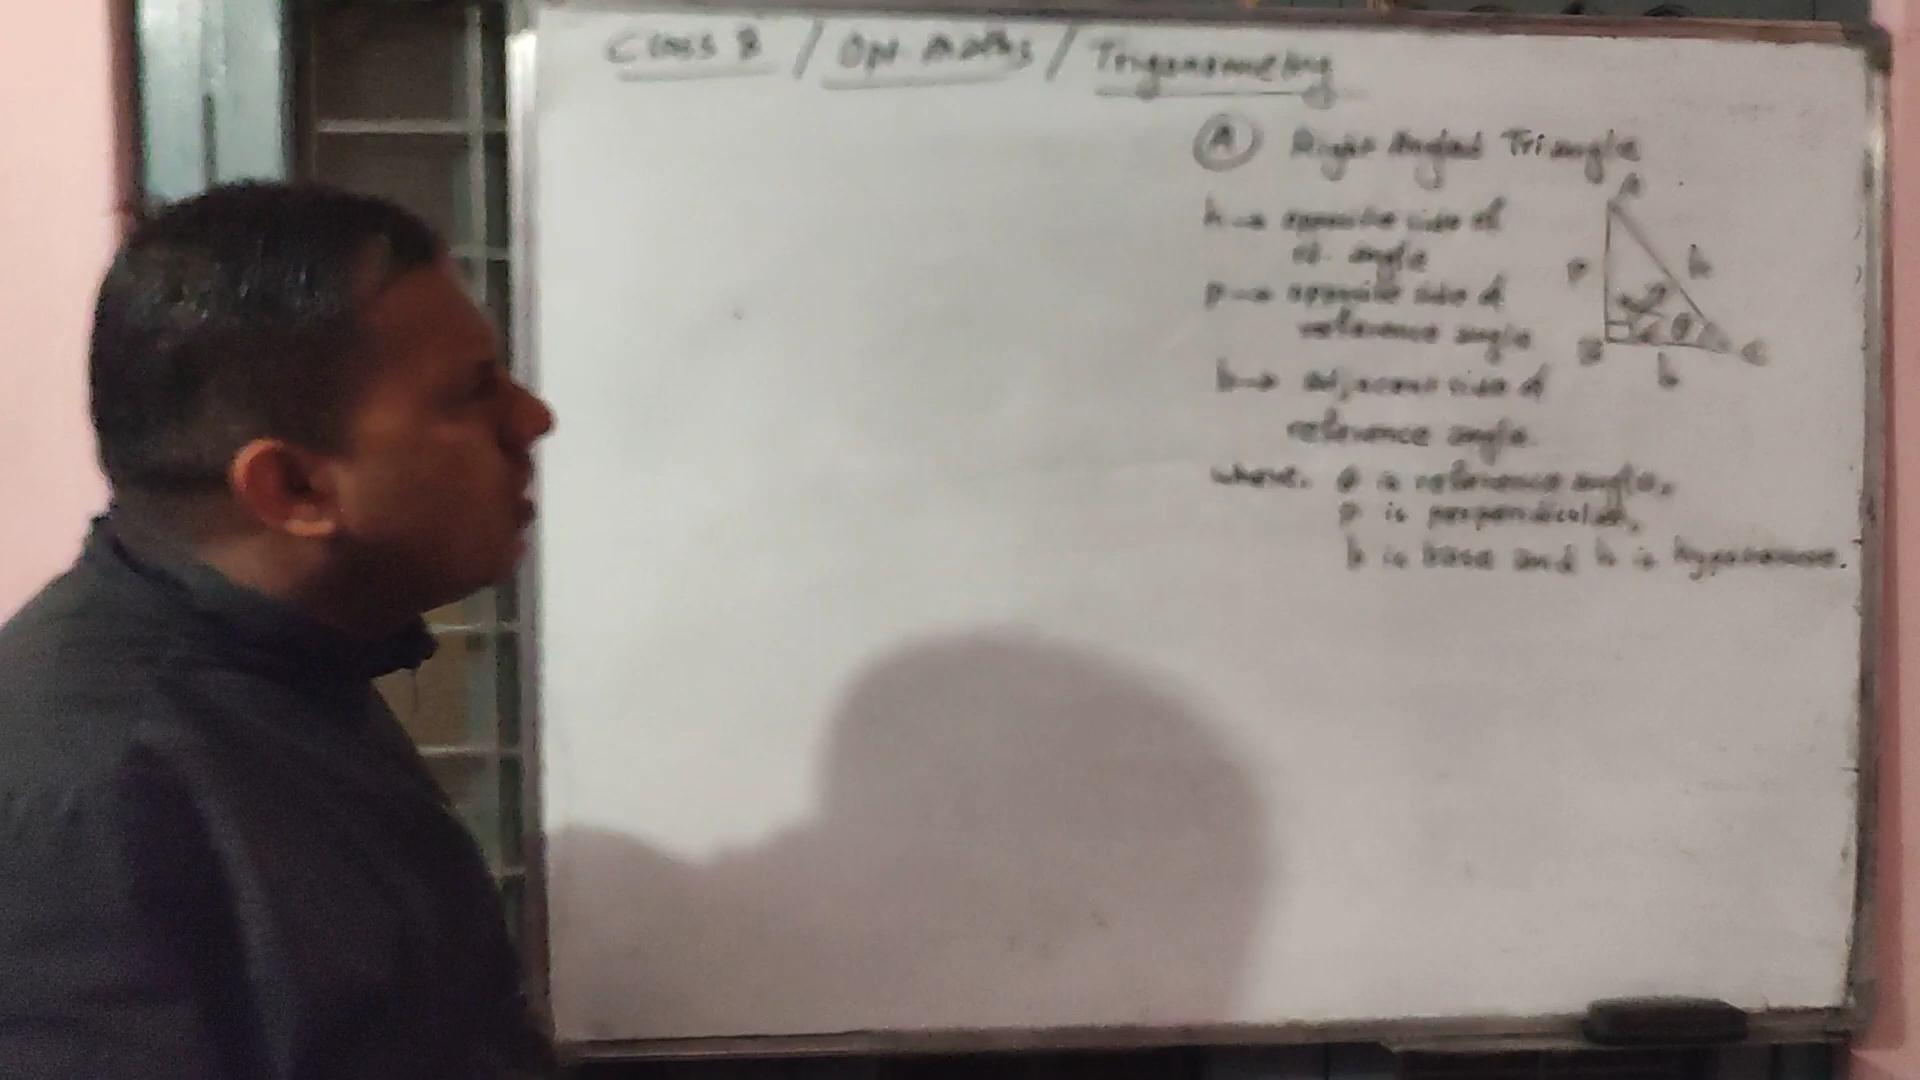 Class 8 / Opt. Maths / Trigonometry
(A) Right Angled Triangle
h → opposite side of
rt. angle
p → opposite side of
reference angle
b → adjacent side of
reference angle.
where, θ is reference angle,
p is perpendicular,
b is base and h is hypotenuse.
A
p
h
θ
B
C
b